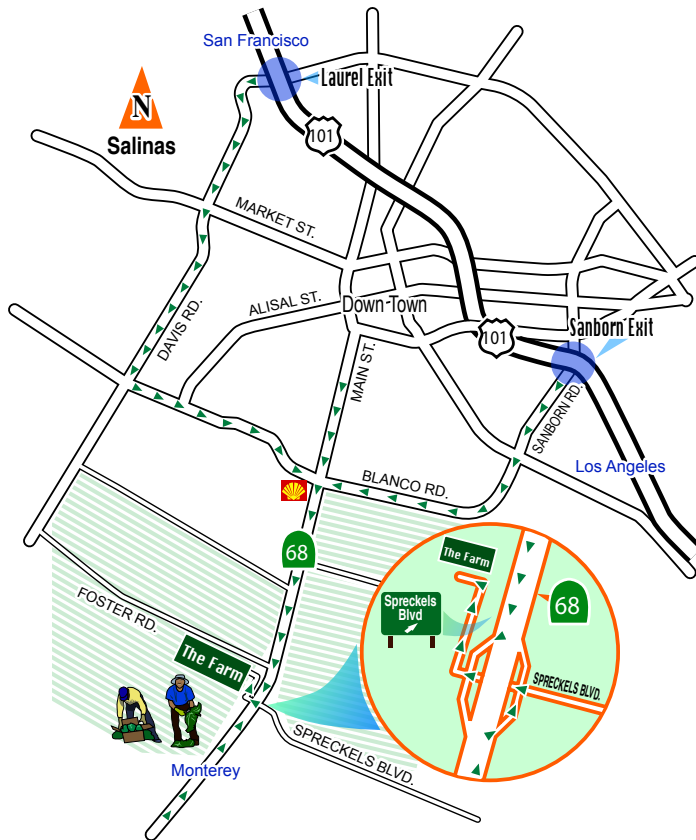 San Francisco
Laurel Exit
N
Salinas
101
MARKET ST.
DAVIS RD.
ALISAL ST.
Down Town
MAIN ST.
101
Sanborn Exit
SANBORN RD.
Los Angeles
BLANCO RD.
68
FOSTER RD.
The Farm
SPRECKELS BLVD.
Monterey
The Farm
Spreckels
Blvd
68
SPRECKELS BLVD.